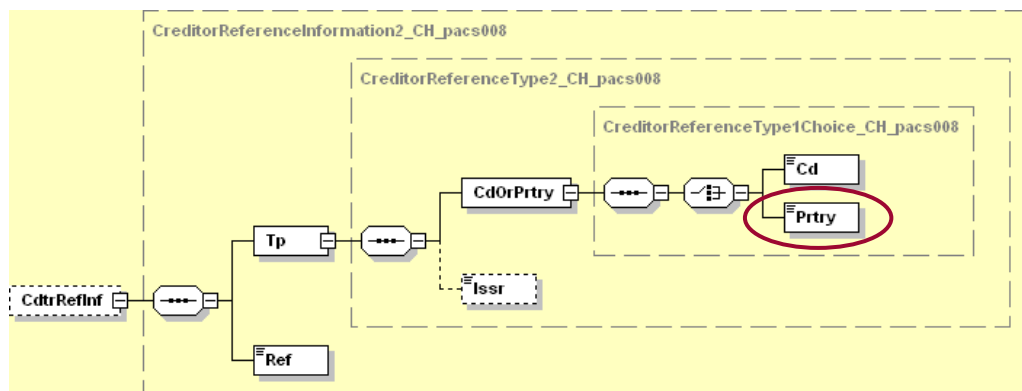 CreditorReferenceInformation2_CH_pacs008
CreditorReferenceType2_CH_pacs008
CreditorReferenceType1Choice_CH_pacs008
Cd
CdOrPrtry
Prtry
Tp
Issr
CdtrRefInf
Ref